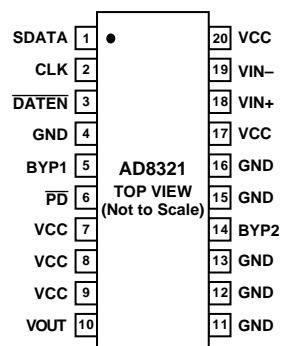 SDATA 1 20 VCC
CLK 2 19 VIN–
DATEN 3 18 VIN+
GND 4 17 VCC
BYP1 5 16 GND
AD8321
PD 6 15 GND
TOP VIEW
(Not to Scale)
VCC 7 14 BYP2
VCC 8 13 GND
VCC 9 12 GND
VOUT 10 11 GND